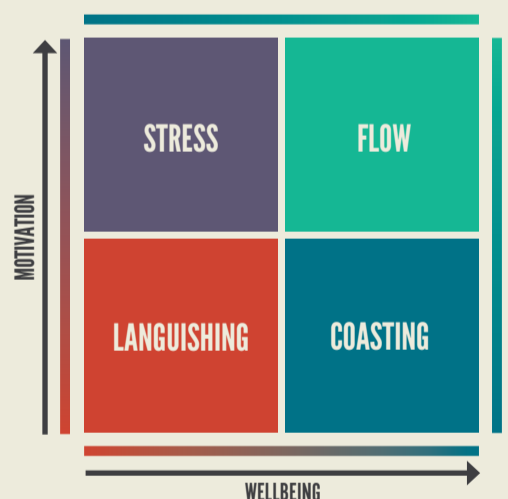 STRESS
FLOW
MOTIVATION
LANGUISHING
COASTING
WELLBEING